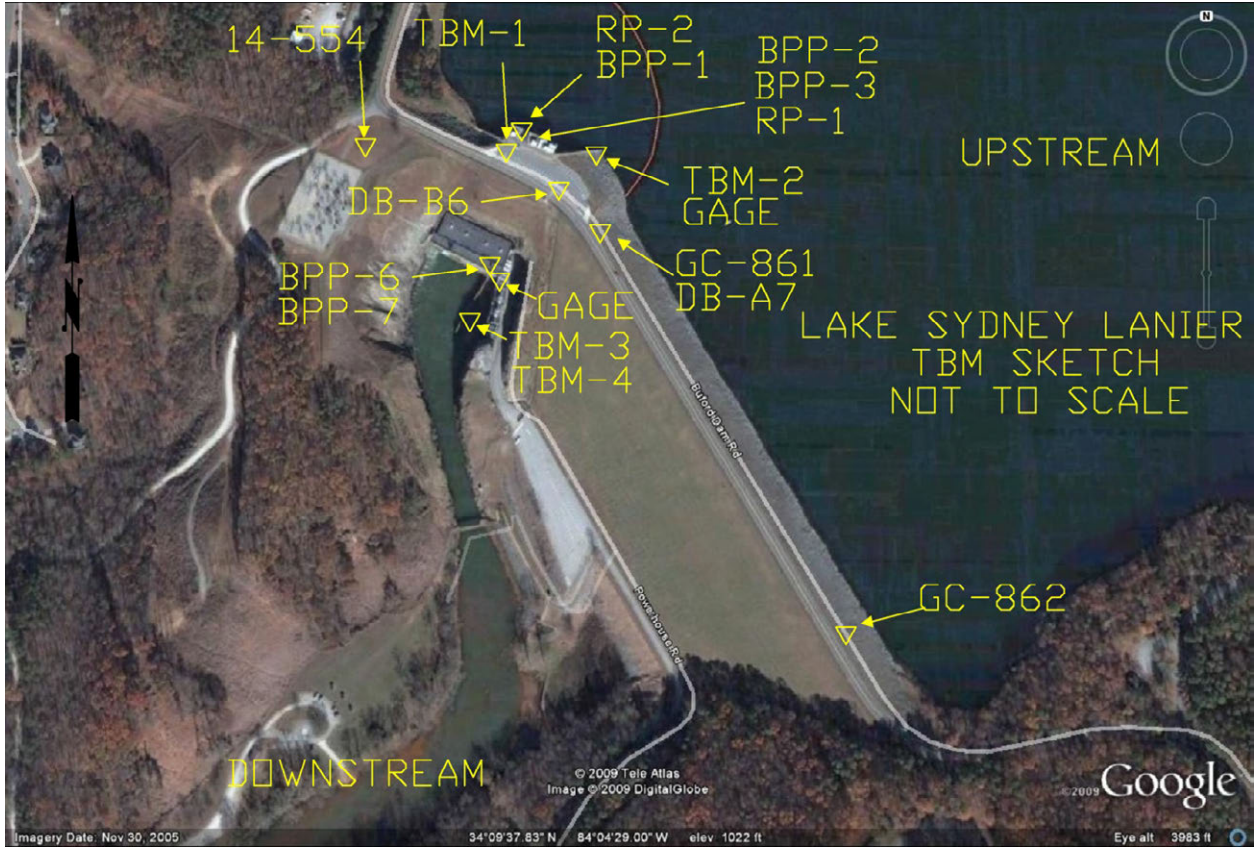 N
14-554
TBM-1
RP-2
BPP-1
BPP-2
BPP-3
RP-1
UPSTREAM
TBM-2
GAGE
DB-B6
GC-861
DB-A7
BPP-6
BPP-7
GAGE
TBM-3
TBM-4
LAKE SYDNEY LANIER
TBM SKETCH
NOT TO SCALE
N
Buford Dam Rd
GC-862
Powerhouse Rd
DOWNSTREAM
© 2009 Tele Atlas
Image © 2009 DigitalGlobe
©2009 Google
Imagery Date: Nov 30, 2005
34°09'37.83" N 84°04'29.00" W elev 1022 ft
Eye alt 3983 ft